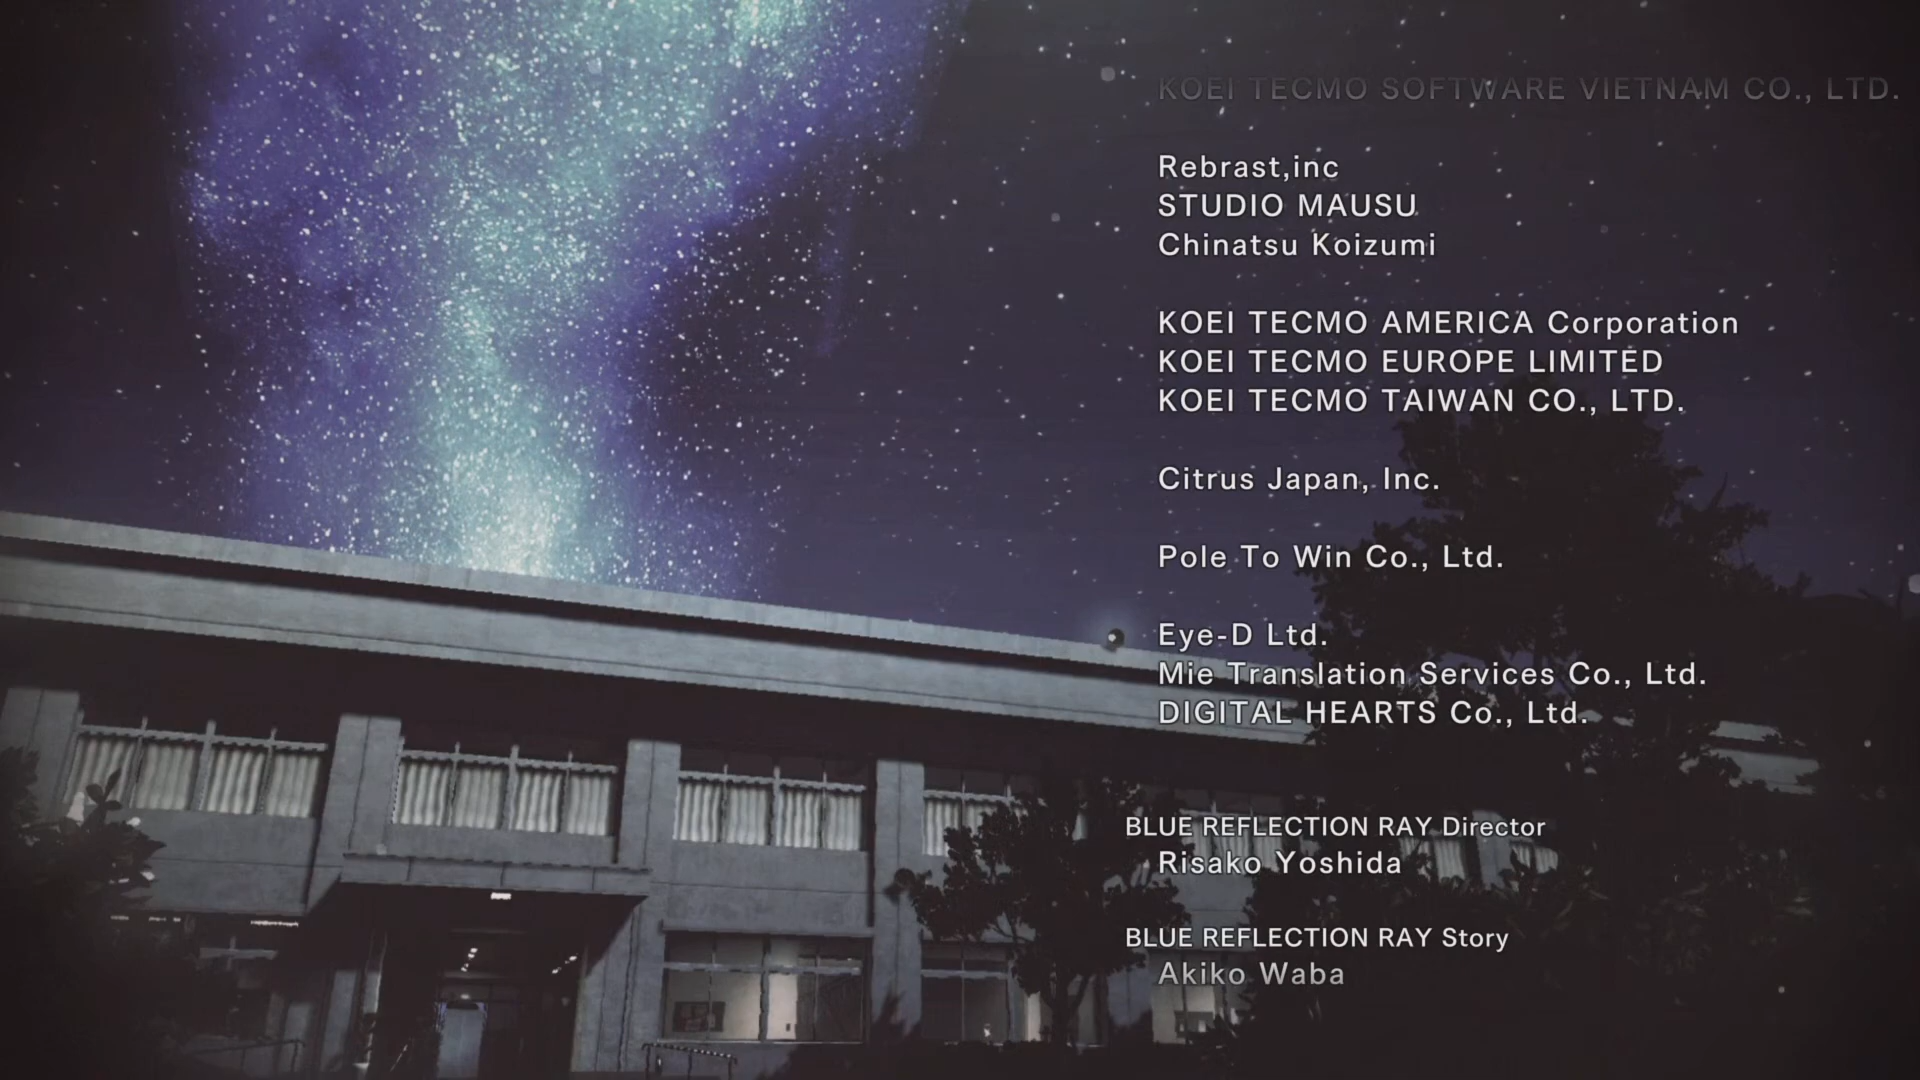 KOEI TECMO SOFTWARE VIETNAM CO., LTD.
Rebrast,inc
STUDIO MAUSU
Chinatsu Koizumi
KOEI TECMO AMERICA Corporation
KOEI TECMO EUROPE LIMITED
KOEI TECMO TAIWAN CO., LTD.
Citrus Japan, Inc.
Pole To Win Co., Ltd.
Eye-D Ltd.
Mie Translation Services Co., Ltd.
DIGITAL HEARTS Co., Ltd.
BLUE REFLECTION RAY Director
Risako Yoshida
BLUE REFLECTION RAY Story
Akiko Waba